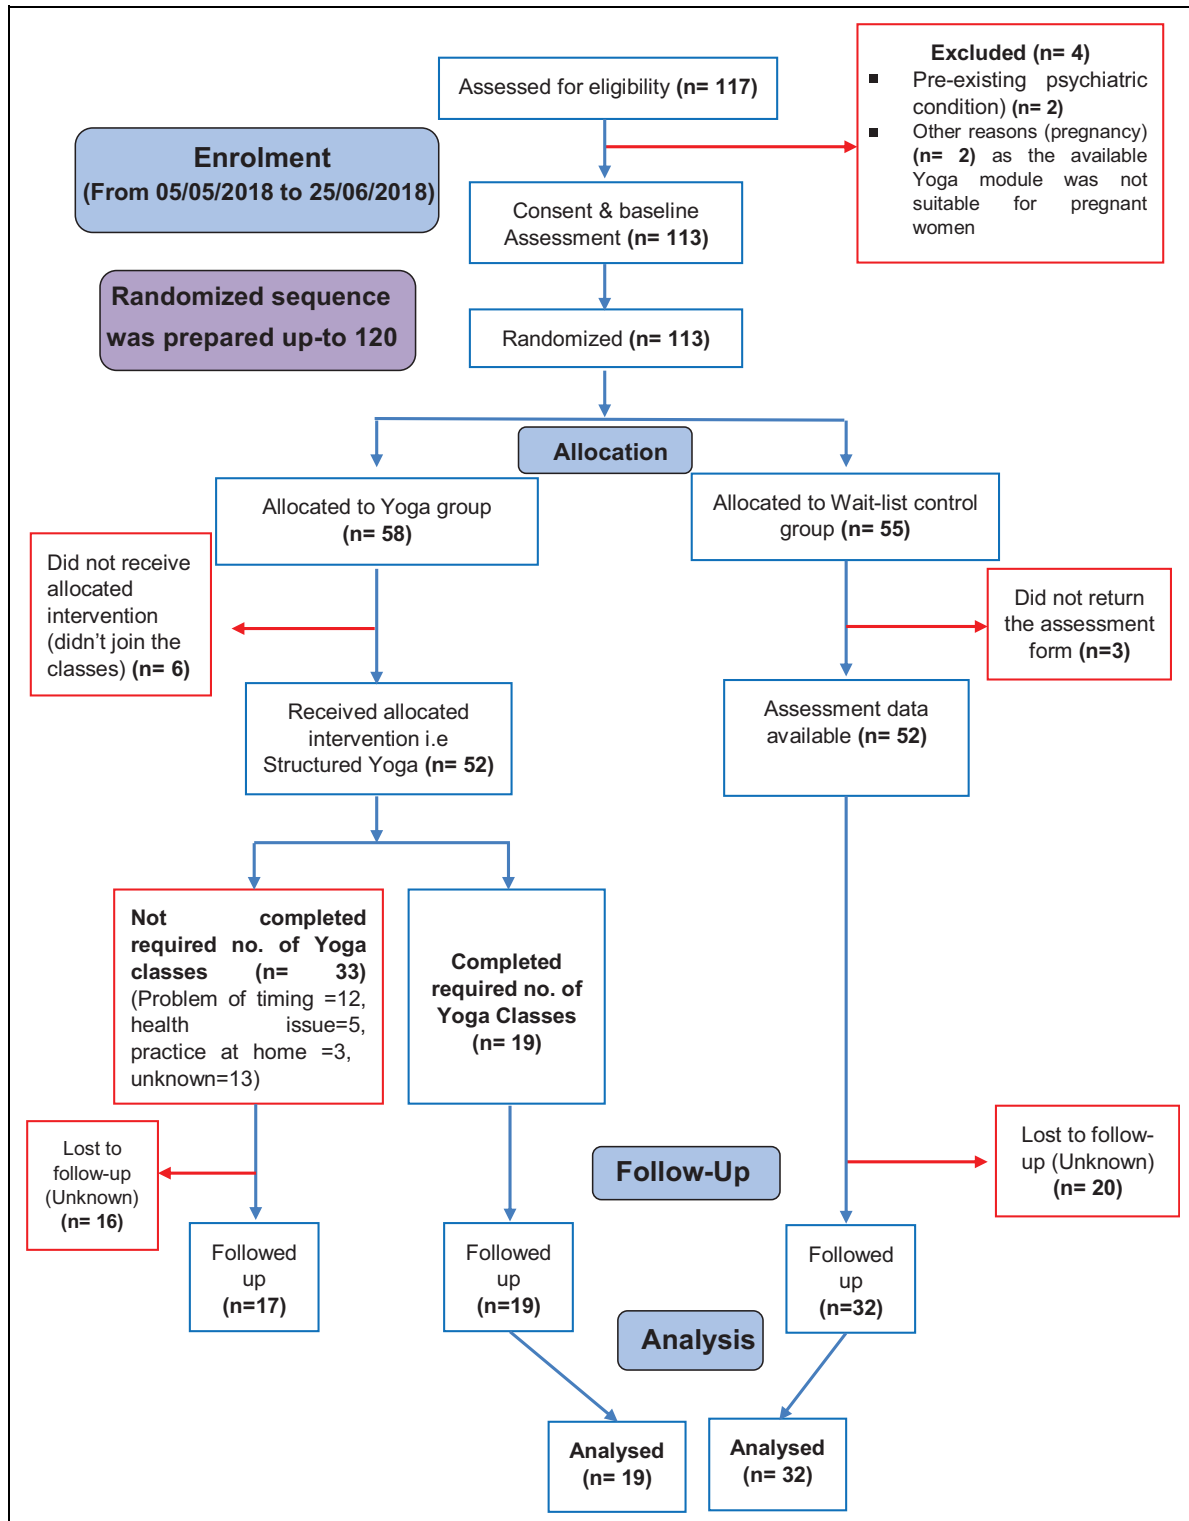 Assessed for eligibility (n= 117)
Excluded (n= 4)
▪ Pre-existing psychiatric
condition) (n= 2)
▪ Other reasons (pregnancy)
(n= 2) as the available
Yoga module was not
suitable for pregnant
women
Enrolment
(From 05/05/2018 to 25/06/2018)
Consent & baseline
Assessment (n= 113)
Randomized sequence
was prepared up-to 120
Randomized (n= 113)
Allocation
Allocated to Yoga group
(n= 58)
Allocated to Wait-list control
group (n= 55)
Did not receive
allocated
intervention
(didn’t join the
classes) (n= 6)
Did not return
the assessment
form (n=3)
Received allocated
intervention i.e
Structured Yoga (n= 52)
Assessment data
available (n= 52)
Not completed
required no. of Yoga
classes (n= 33)
(Problem of timing =12,
health issue=5,
practice at home =3,
unknown=13)
Completed
required no. of
Yoga Classes
(n= 19)
Lost to
follow-up
(Unknown)
(n= 16)
Follow-Up
Lost to follow-
up (Unknown)
(n= 20)
Followed
up
(n=17)
Followed
up
(n=19)
Followed
up
(n=32)
Analysis
Analysed
(n= 19)
Analysed
(n= 32)